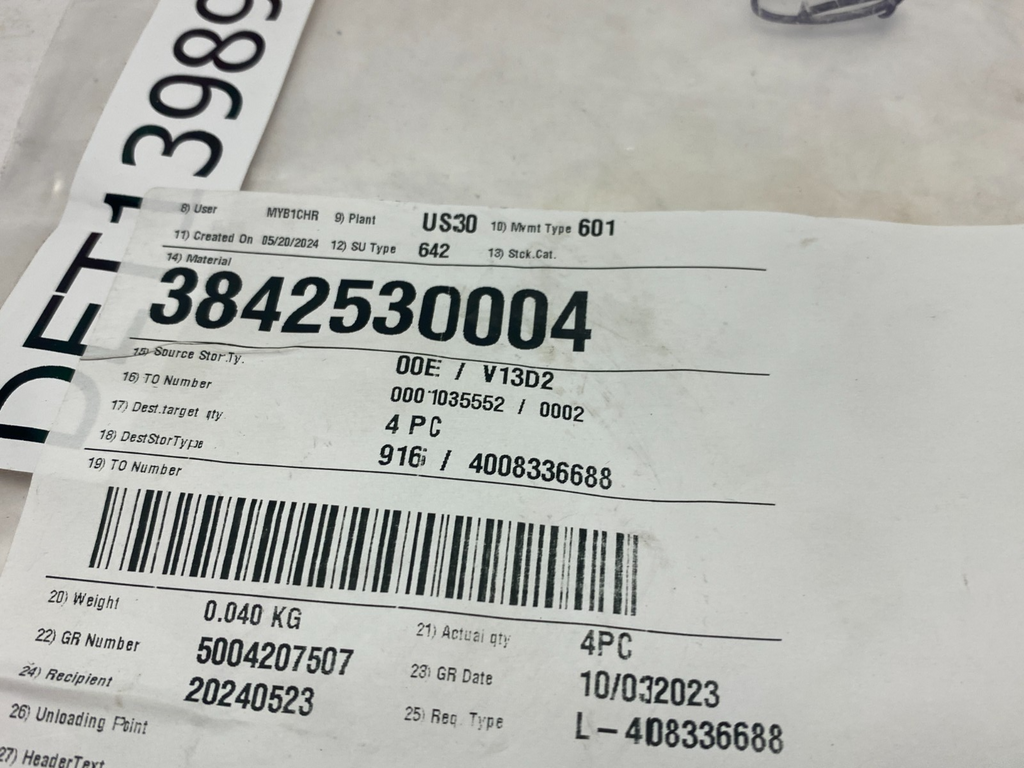 DET13989
8) User MYB1CHR 9) Plant US30 10) Mvmt Type 601
11) Created On 05/20/2024 12) SU Type 642 13) Stck.Cat.
14) Material
3842530004
15) Source Stor.Ty. 00E / V13D2
16) TO Number 0001035552 / 0002
17) Dest.target qty 4 PC
18) DestStorType 916 / 4008336688
19) TO Number
20) Weight 0.040 KG 21) Actual qty 4PC
22) GR Number 5004207507 23) GR Date 10/032023
24) Recipient 20240523 25) Req. Type L-408336688
26) Unloading Point
27) HeaderText